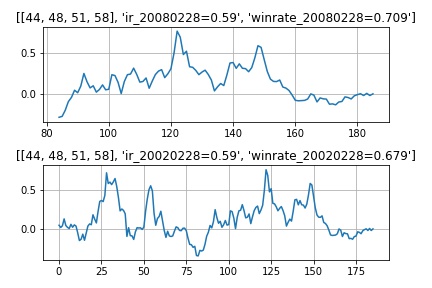 [[44, 48, 51, 58], 'ir_20080228=0.59', 'winrate_20080228=0.709']
0.5
0.0
80 100 120 140 160 180
[[44, 48, 51, 58], 'ir_20020228=0.59', 'winrate_20020228=0.679']
0.5
0.0
0 25 50 75 100 125 150 175